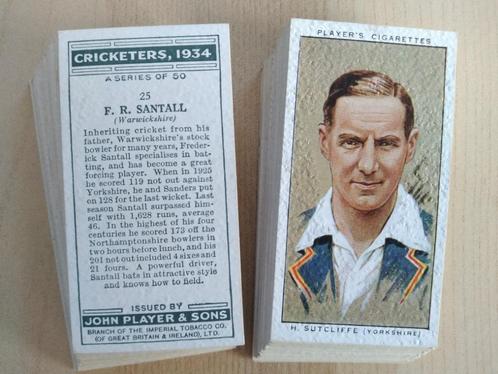 CRICKETERS, 1934
A SERIES OF 50
25
F. R. SANTALL
(Warwickshire)
Inheriting cricket from his
father, Warwickshire's stock
bowler for many years, Freder-
ick Santall specialises in bat-
ting, and has become a great
forcing player. When in 1925
he scored 119 not out against
Yorkshire, he and Sanders put
on 128 for the last wicket. Last
season Santall surpassed him-
self with 1,628 runs, average
46. In the highest of his four
centuries he scored 173 off the
Northamptonshire bowlers in
two hours before lunch, and his
201 not out included 4 sixes and
21 fours. A powerful driver,
Santall bats in attractive style
and knows how to field.
ISSUED BY
JOHN PLAYER & SONS
BRANCH OF THE IMPERIAL TOBACCO CO.
(OF GREAT BRITAIN & IRELAND), LTD.
PLAYER'S CIGARETTES
H. SUTCLIFFE (YORKSHIRE)